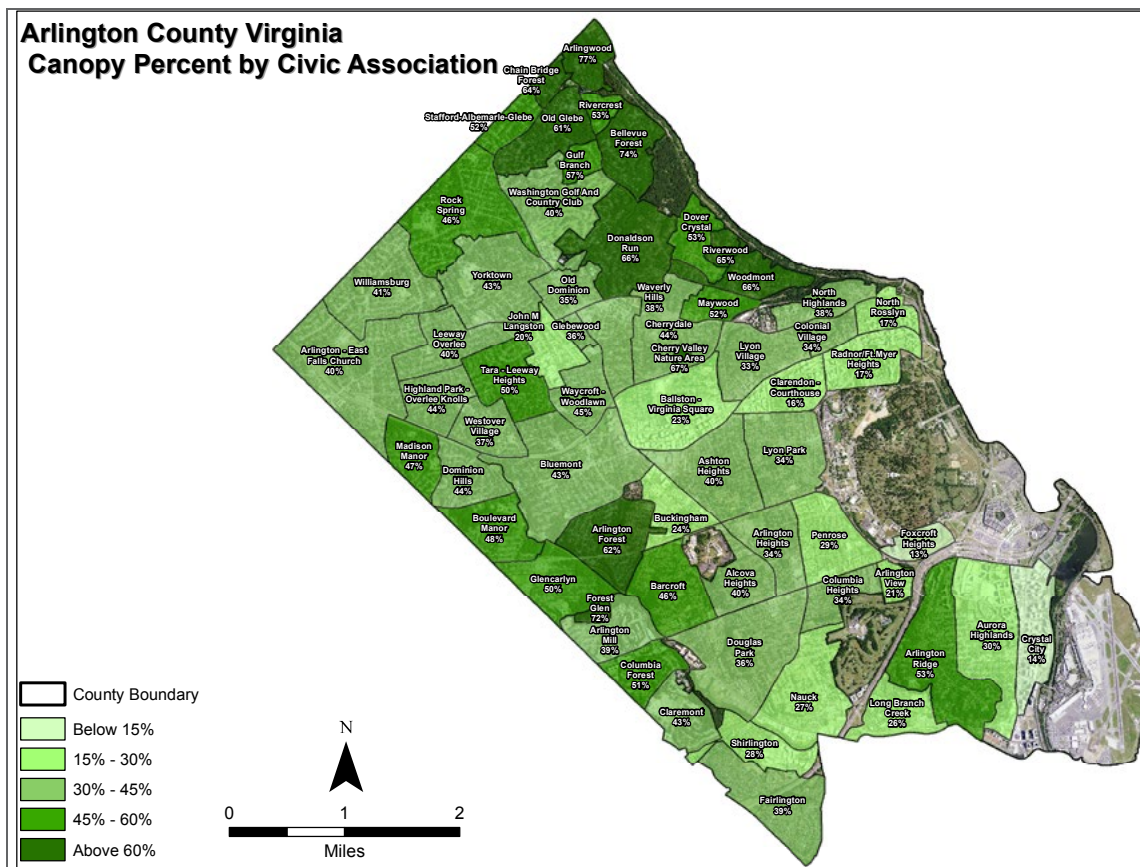 Arlington County Virginia
Canopy Percent by Civic Association
Arlingwood
77%
Chain Bridge
Forest
64%
Rivercrest
53%
Stafford-Albemarle-Glebe
52%
Old Glebe
61%
Bellevue
Forest
74%
Gulf
Branch
57%
Washington Golf And
Country Club
40%
Rock
Spring
46%
Dover
Crystal
53%
Donaldson
Run
66%
Riverwood
65%
Woodmont
66%
Williamsburg
41%
Yorktown
43%
Old
Dominion
35%
Waverly
Hills
38%
Maywood
52%
North
Highlands
38%
North
Rosslyn
17%
John M
Langston
20%
Glebewood
36%
Cherrydale
44%
Colonial
Village
34%
Leeway
Overlee
40%
Arlington - East
Falls Church
40%
Cherry Valley
Nature Area
67%
Lyon
Village
33%
Radnor/Ft.Myer
Heights
17%
Tara - Leeway
Heights
50%
Highland Park -
Overlee Knolls
44%
Waycroft -
Woodlawn
45%
Clarendon -
Courthouse
16%
Ballston -
Virginia Square
23%
Westover
Village
37%
Madison
Manor
47%
Dominion
Hills
44%
Bluemont
43%
Ashton
Heights
40%
Lyon Park
34%
Boulevard
Manor
48%
Arlington
Forest
62%
Buckingham
24%
Arlington
Heights
34%
Penrose
29%
Foxcroft
Heights
13%
Glencarlyn
50%
Barcroft
46%
Alcova
Heights
40%
Columbia
Heights
34%
Arlington
View
21%
Forest
Glen
72%
Arlington
Mill
39%
Douglas
Park
36%
Arlington
Ridge
53%
Aurora
Highlands
30%
Crystal
City
14%
Columbia
Forest
51%
Nauck
27%
Long Branch
Creek
26%
Claremont
43%
Shirlington
28%
Fairlington
39%
County Boundary
Below 15%
15% - 30%
30% - 45%
45% - 60%
Above 60%
N
0 1 2
Miles